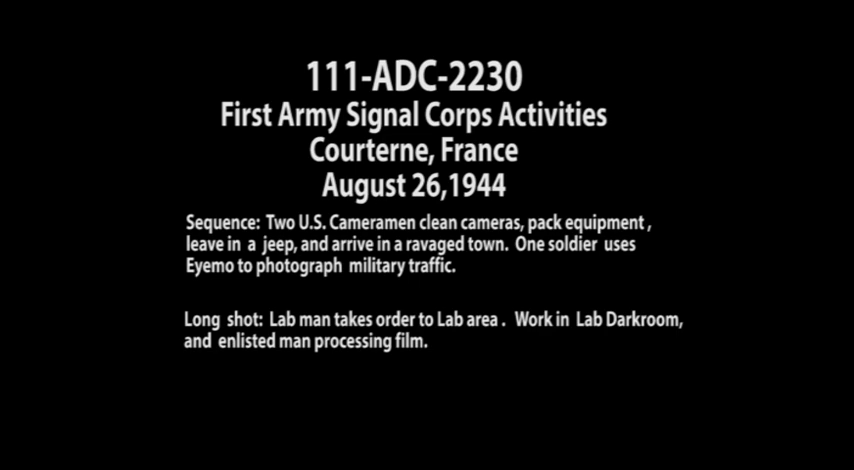 111-ADC-2230
First Army Signal Corps Activities
Courterne, France
August 26,1944
Sequence: Two U.S. Cameramen clean cameras, pack equipment ,
leave in a jeep, and arrive in a ravaged town. One soldier uses
Eyemo to photograph military traffic.
Long shot: Lab man takes order to Lab area . Work in Lab Darkroom,
and enlisted man processing film.